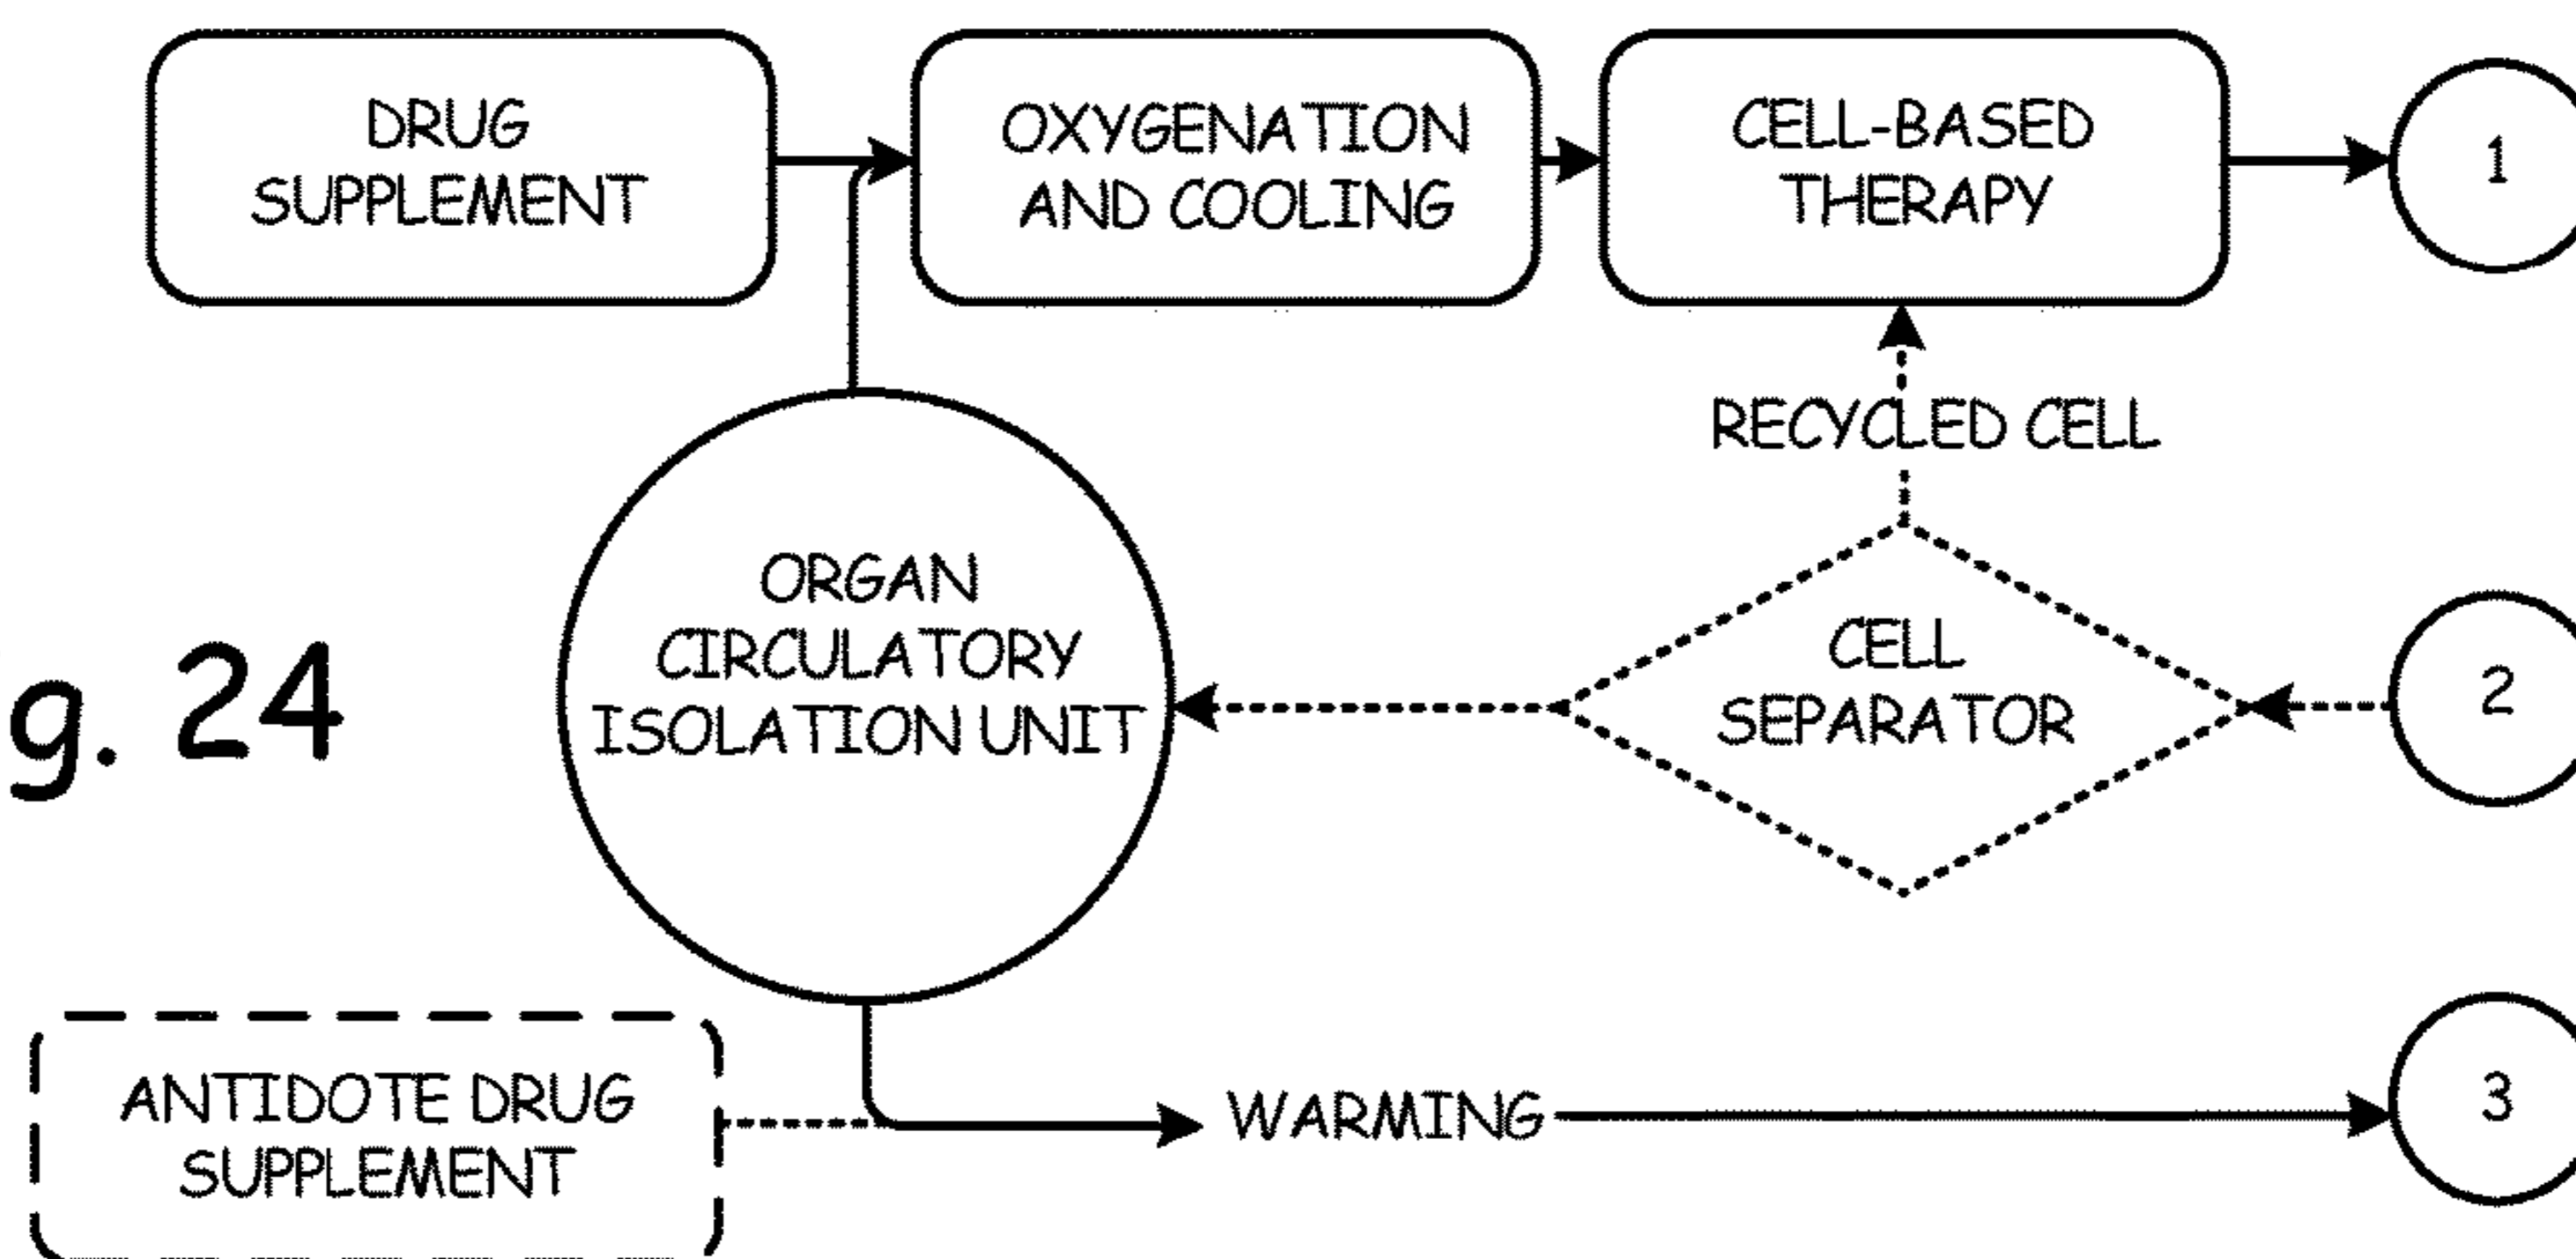 DRUG
SUPPLEMENT
OXYGENATION
AND COOLING
CELL-BASED
THERAPY
1
RECYCLED CELL
ORGAN
CIRCULATORY
ISOLATION UNIT
CELL
SEPARATOR
2
g. 24
ANTIDOTE DRUG
SUPPLEMENT
WARMING
3